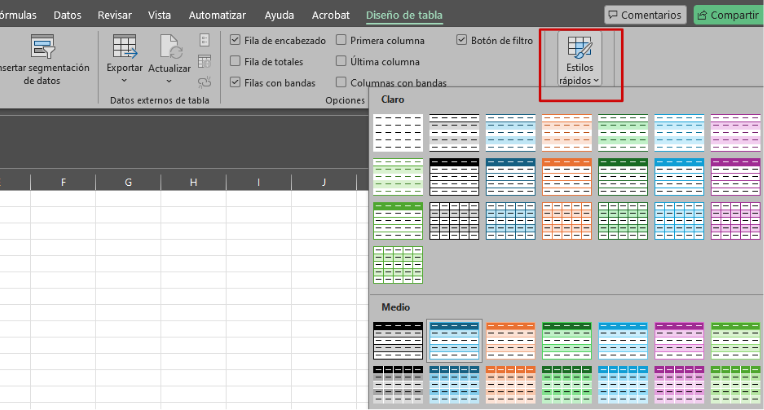 órmulas Datos Revisar Vista Automatizar Ayuda Acrobat Diseño de tabla Comentarios Compartir
nsertar segmentación
de datos
Exportar Actualizar
Datos externos de tabla
Fila de encabezado Primera columna Botón de filtro
Fila de totales Última columna
Filas con bandas Columnas con bandas
Opciones
Estilos
rápidos
Claro
F G H I J
Medio